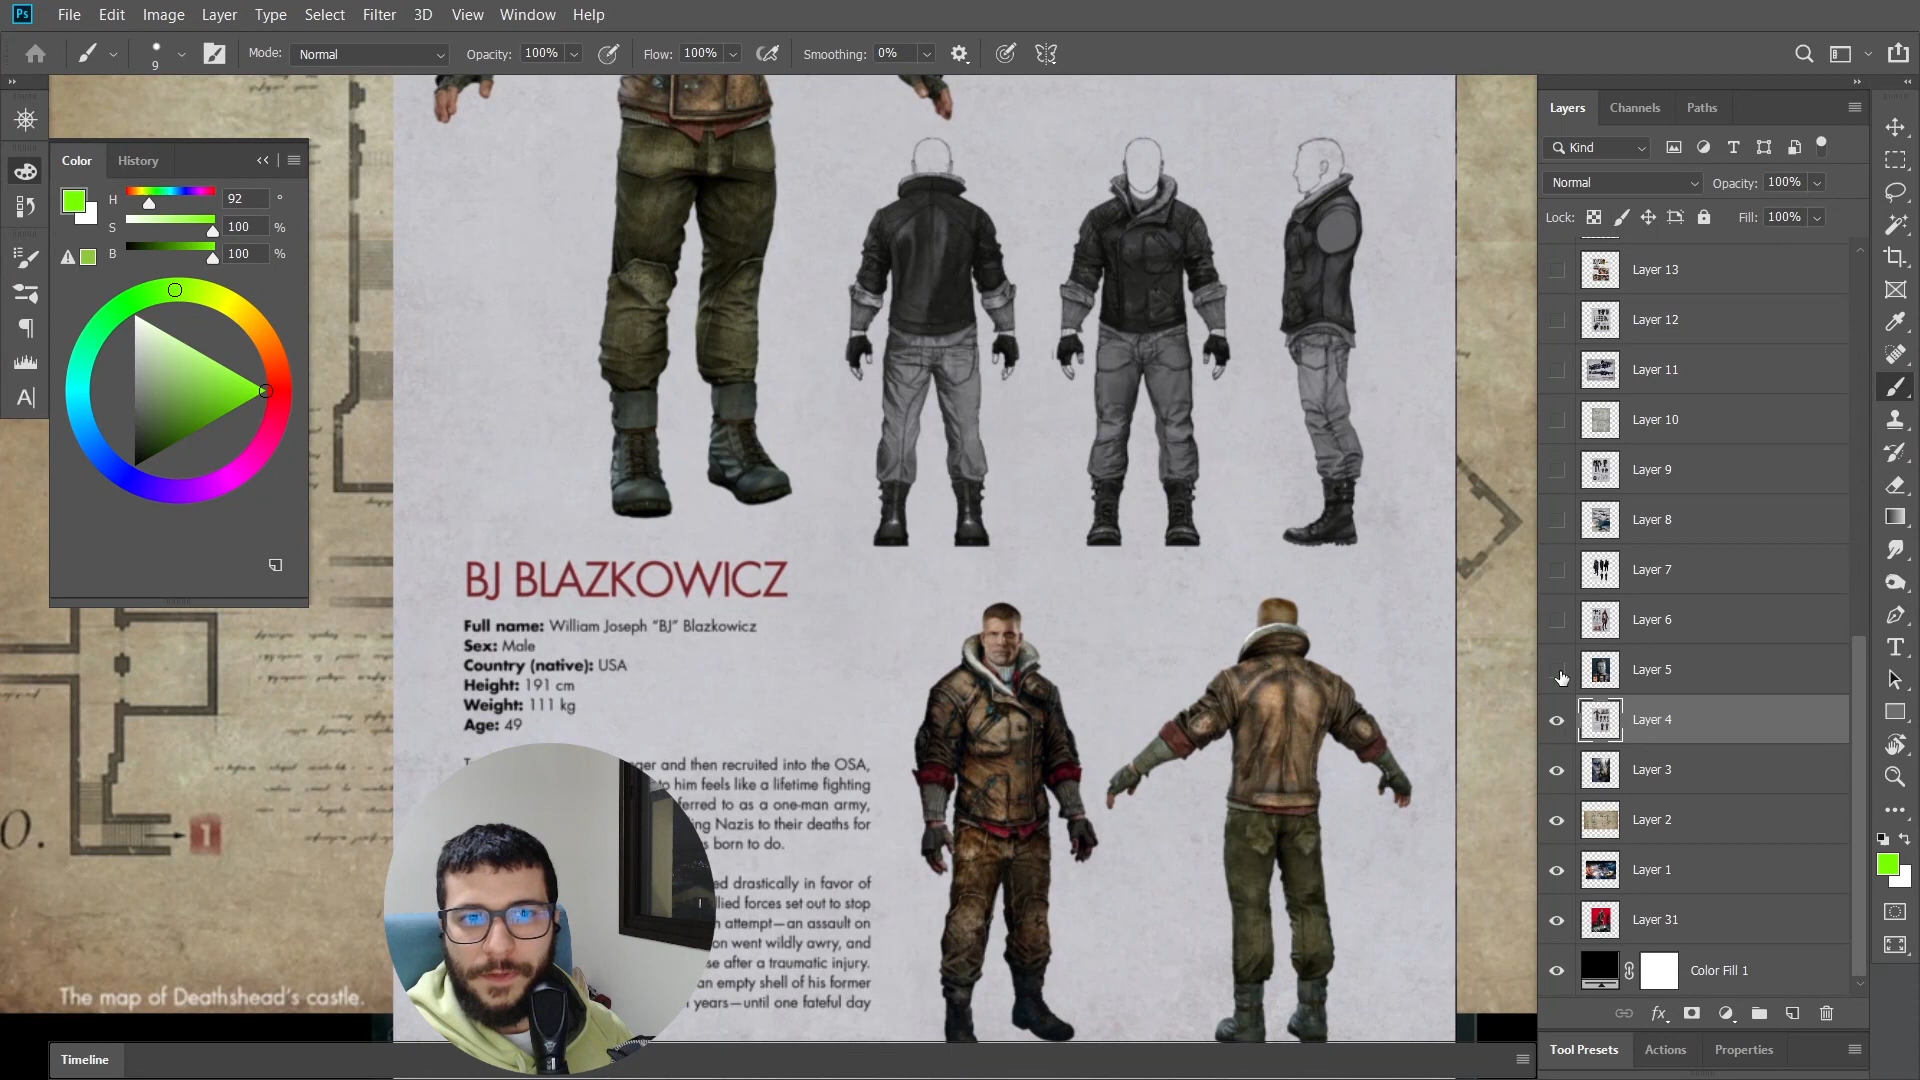 Ps File Edit Image Layer Type Select Filter 3D View Window Help
9 Mode: Normal Opacity: 100% Flow: 100% Smoothing: 0%
Color History
H 92 °
S 100 %
B 100 %
BJ BLAZKOWICZ
Full name: William Joseph “BJ” Blazkowicz
Sex: Male
Country (native): USA
Height: 191 cm
Weight: 111 kg
Age: 49
and then recruited into the OSA,
him feels like a lifetime fighting
to as a one-man army,
Nazis to their deaths for
born to do.
drastically in favor of
forces set out to stop
attempt—an assault on
went wildly awry, and
after a traumatic injury.
an empty shell of his former
years—until one fateful day
1
The map of Deathshead's castle.
Timeline
Layers Channels Paths
Kind
Normal Opacity: 100%
Lock: Fill: 100%
Layer 13
Layer 12
Layer 11
Layer 10
Layer 9
Layer 8
Layer 7
Layer 6
Layer 5
Layer 4
Layer 3
Layer 2
Layer 1
Layer 31
Color Fill 1
fx
Tool Presets Actions Properties